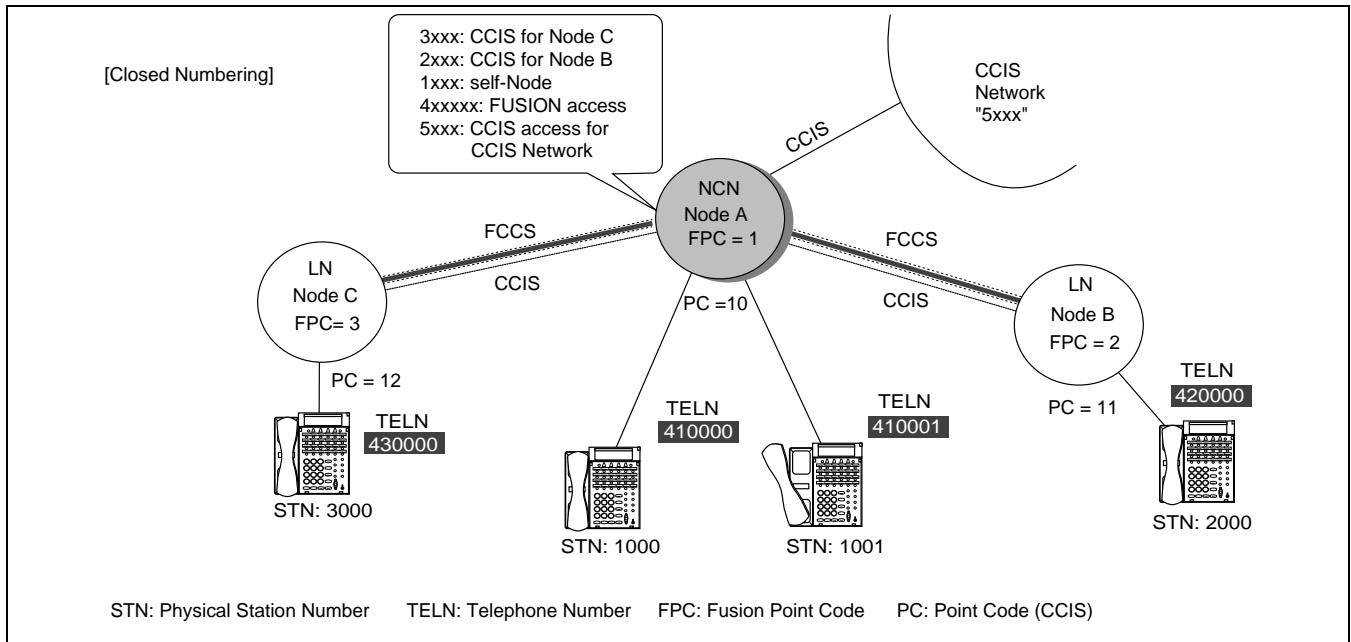 [Closed Numbering]
3xxx: CCIS for Node C
2xxx: CCIS for Node B
1xxx: self-Node
4xxxxx: FUSION access
5xxx: CCIS access for
CCIS Network
CCIS
Network
"5xxx"
CCIS
NCN
Node A
FPC = 1
FCCS
CCIS
FCCS
CCIS
LN
Node C
FPC= 3
PC =10
LN
Node B
FPC = 2
PC = 12
TELN
430000
STN: 3000
TELN
410000
STN: 1000
TELN
410001
STN: 1001
PC = 11
TELN
420000
STN: 2000
STN: Physical Station Number TELN: Telephone Number FPC: Fusion Point Code PC: Point Code (CCIS)